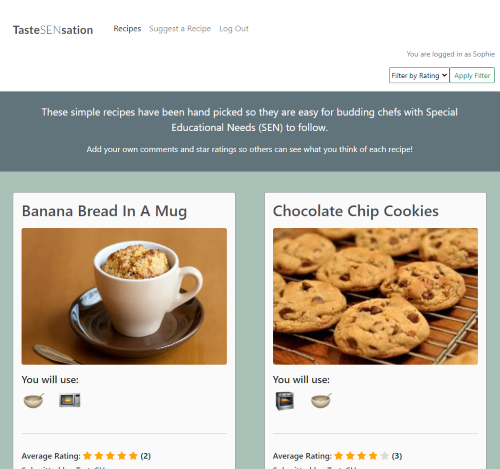 TasteSENsation Recipes Suggest a Recipe Log Out
You are logged in as Sophie
Filter by Rating Apply Filter
These simple recipes have been hand picked so they are easy for budding chefs with Special
Educational Needs (SEN) to follow.
Add your own comments and star ratings so others can see what you think of each recipe!
Banana Bread In A Mug
Chocolate Chip Cookies
You will use:
You will use:
Average Rating: (2)
Average Rating: (3)